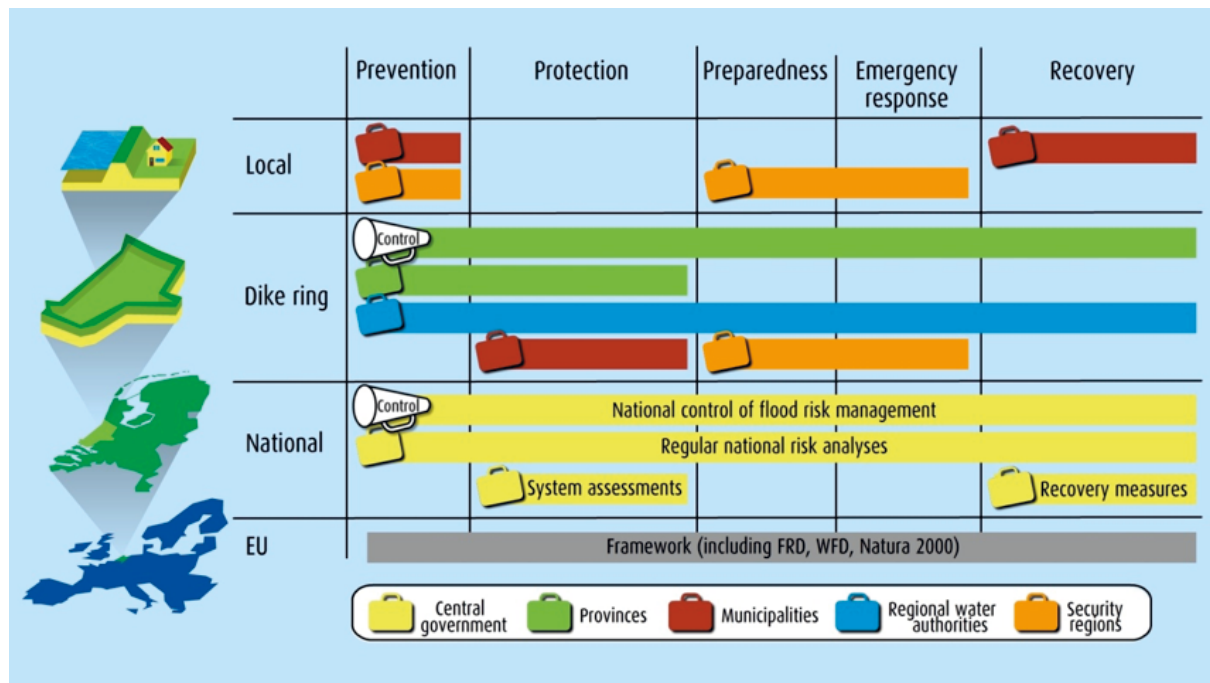 Prevention
Protection
Preparedness
Emergency
response
Recovery
Local
Dike ring
Control
National
Control
National control of flood risk management
Regular national risk analyses
System assessments
Recovery measures
EU
Framework (including FRD, WFD, Natura 2000)
Central
government
Provinces
Municipalities
Regional water
authorities
Security
regions